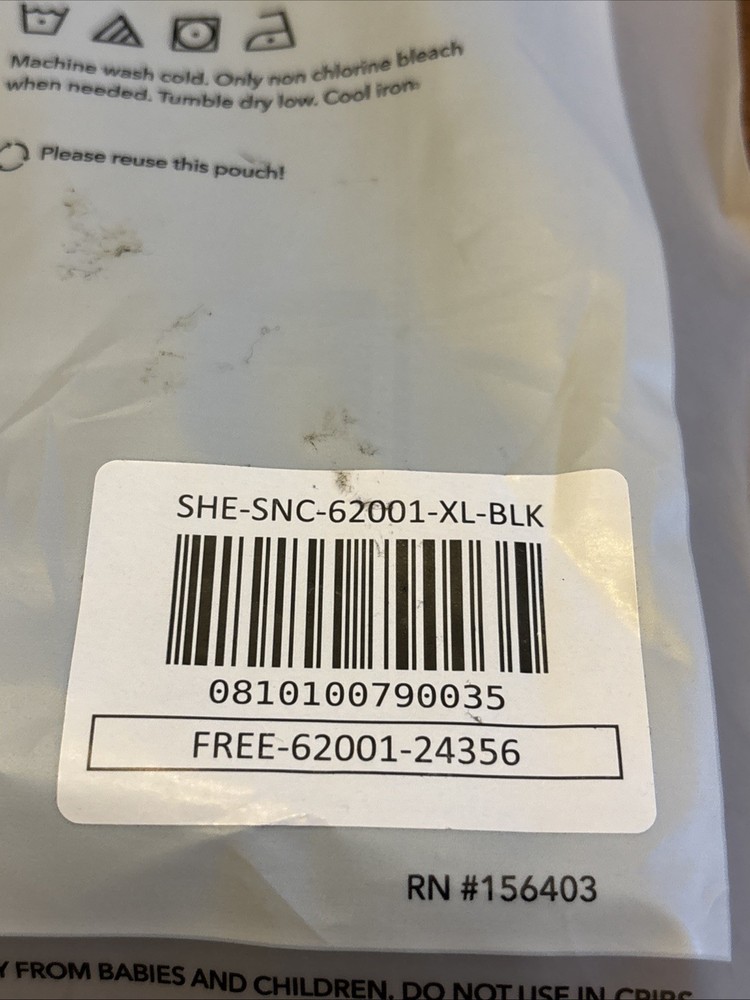 Machine wash cold. Only non chlorine bleach
when needed. Tumble dry low. Cool iron.
Please reuse this pouch!
SHE-SNC-62001-XL-BLK
0810100790035
FREE-62001-24356
RN #156403
Y FROM BABIES AND CHILDREN. DO NOT USE IN CRIBS